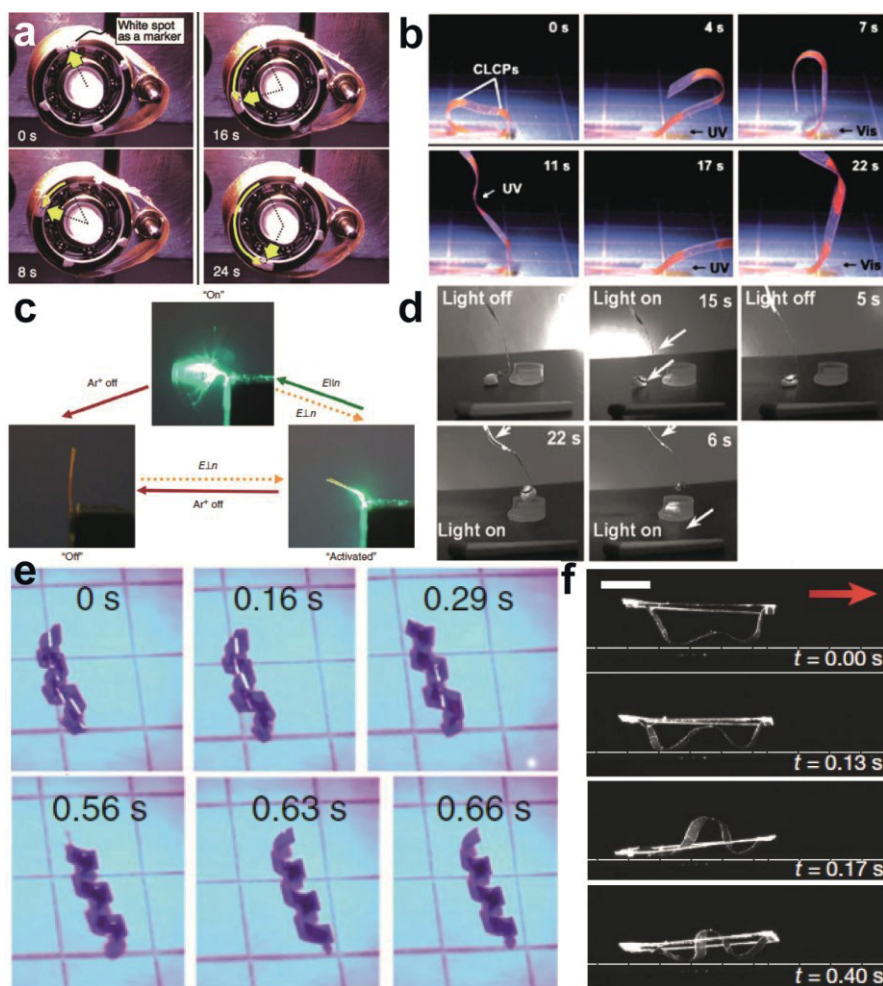 a
White spot
as a marker
0 s
16 s
8 s
24 s
b
0 s
4 s
7 s
CLCPs
UV
Vis
11 s
17 s
22 s
UV
UV
Vis
c
"On"
Ar+ off
E||n
E⊥n
E⊥n
Ar+ off
"Off"
"Activated"
d
Light off
Light on
15 s
Light off
5 s
22 s
6 s
Light on
Light on
e
0 s
0.16 s
0.29 s
0.56 s
0.63 s
0.66 s
f
t = 0.00 s
t = 0.13 s
t = 0.17 s
t = 0.40 s